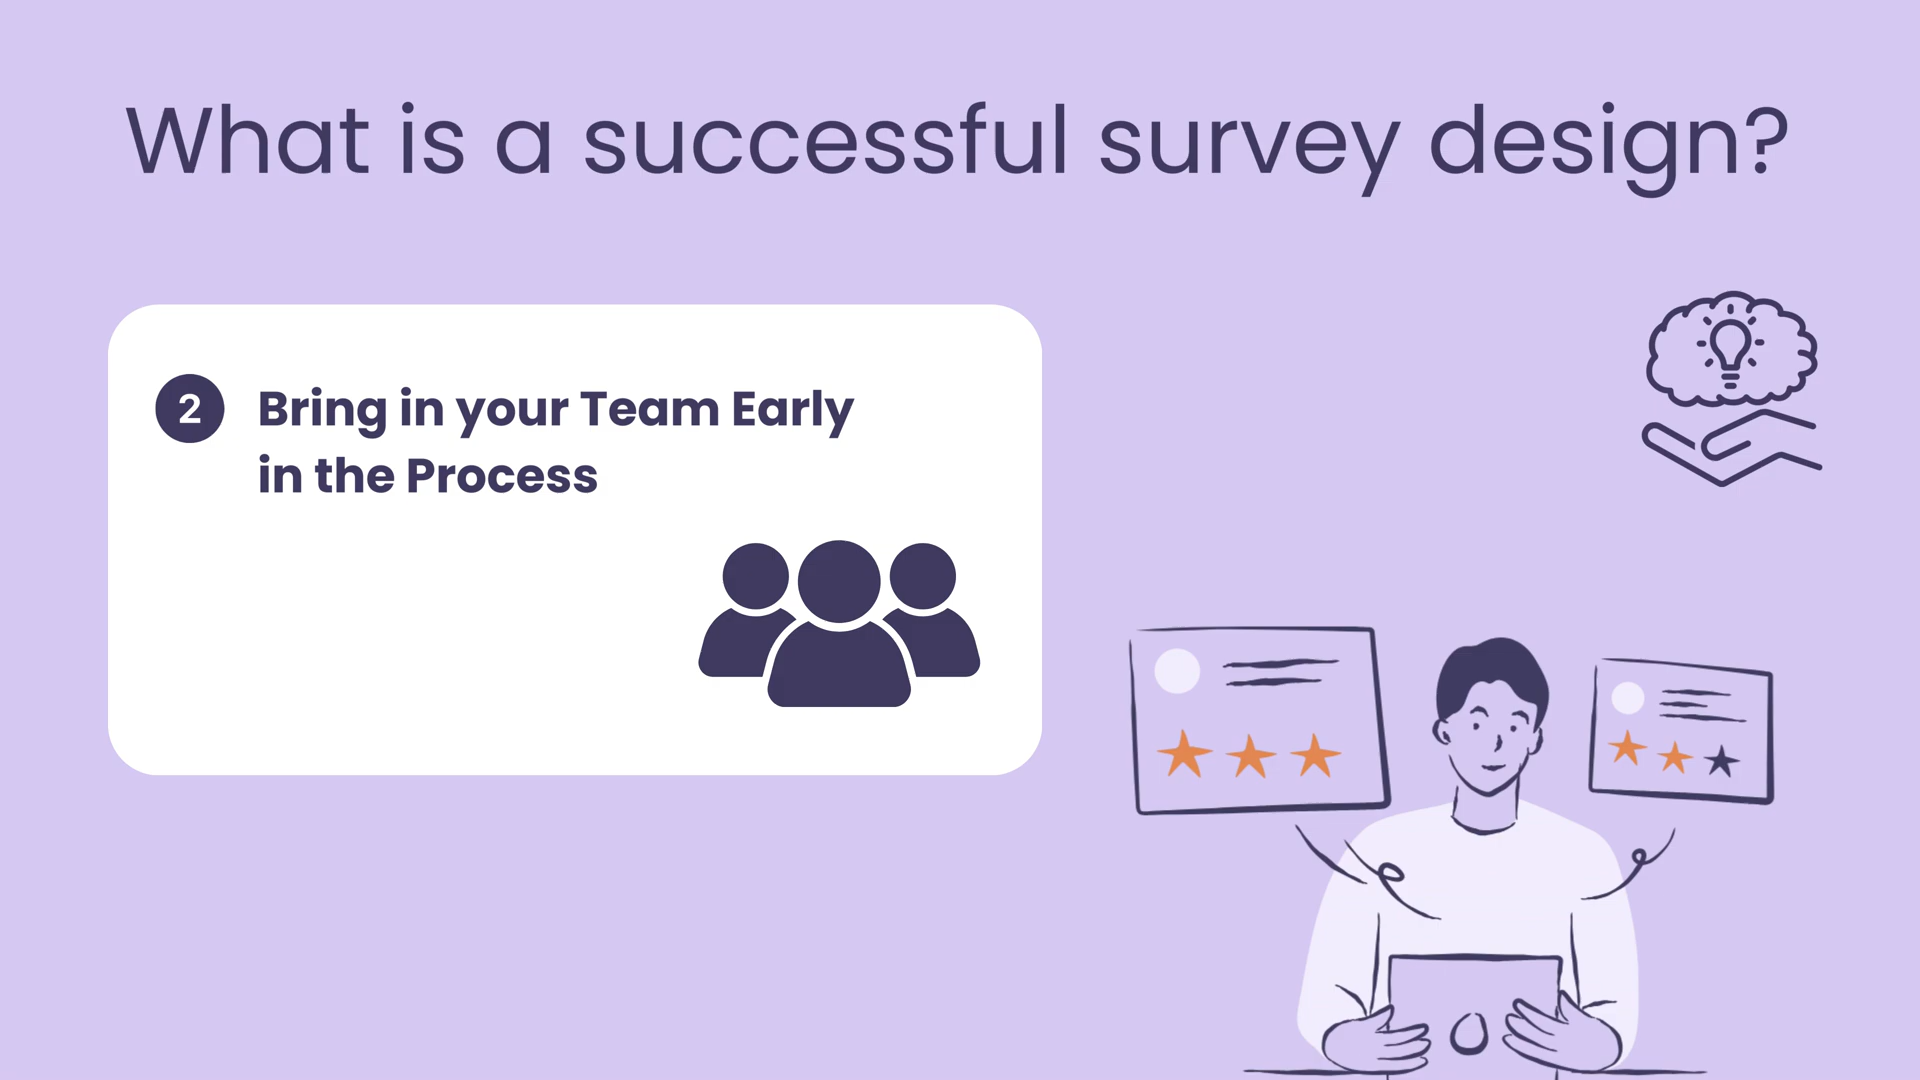 What is a successful survey design?
2
Bring in your Team Early
in the Process